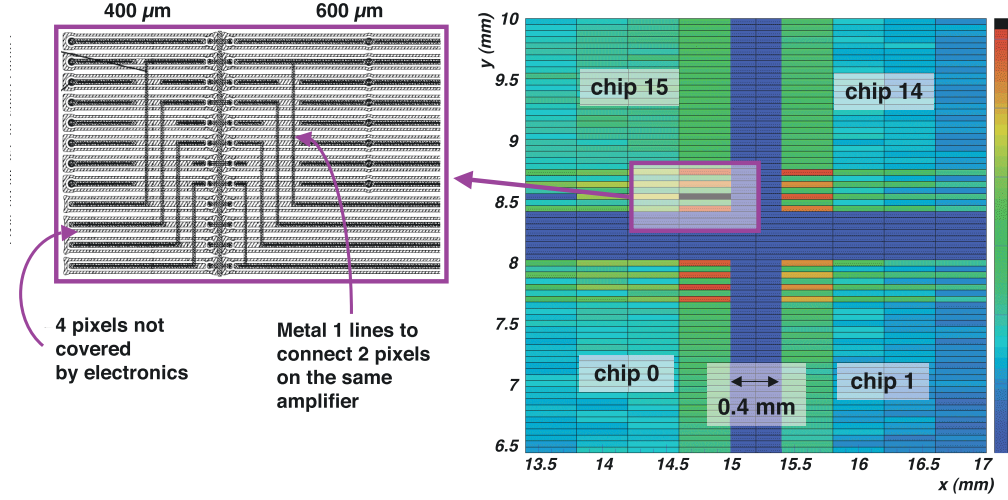 400 µm 600 µm
4 pixels not
covered
by electronics
Metal 1 lines to
connect 2 pixels
on the same
amplifier
y (mm)
10
9.5
9
8.5
8
7.5
7
6.5
chip 15
chip 14
chip 0
chip 1
0.4 mm
13.5 14 14.5 15 15.5 16 16.5 17
x (mm)